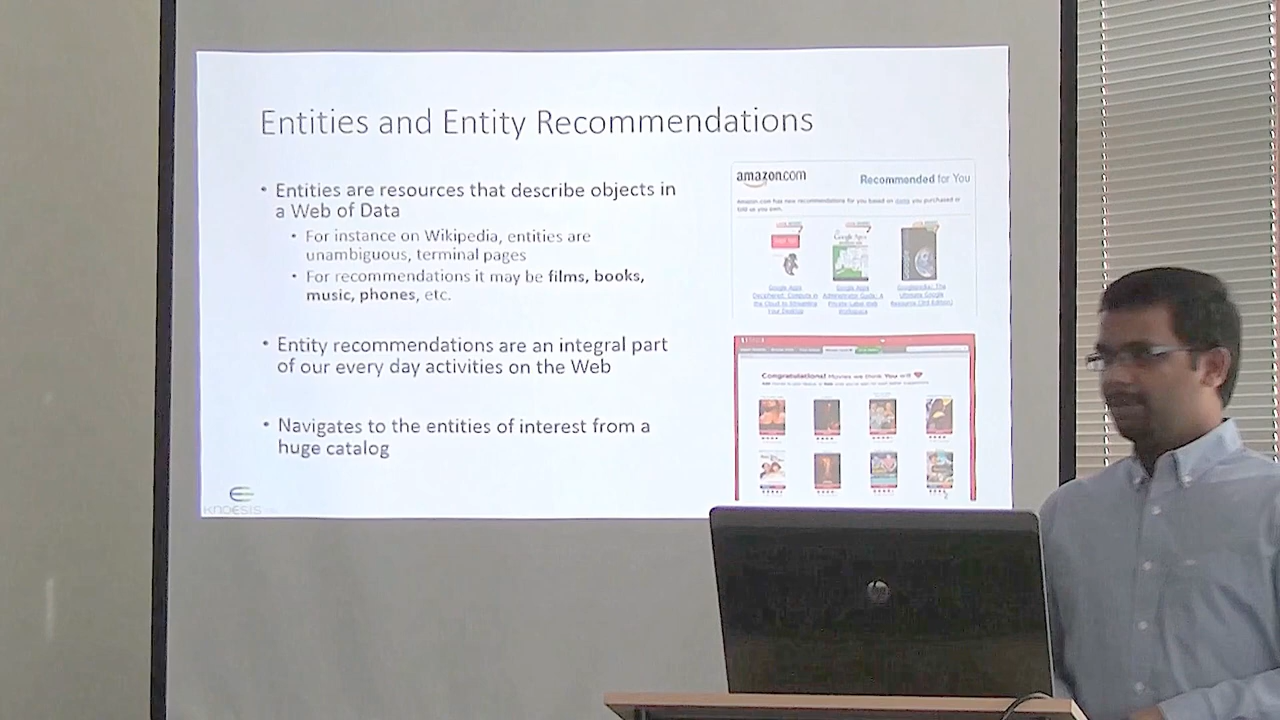 Entities and Entity Recommendations
• Entities are resources that describe objects in
a Web of Data
• For instance on Wikipedia, entities are
unambiguous, terminal pages
• For recommendations it may be films, books,
music, phones, etc.
• Entity recommendations are an integral part
of our every day activities on the Web
• Navigates to the entities of interest from a
huge catalog
KNOESIS
amazon.com
Recommended for You
Amazon.com has new recommendations for you based on items you purchased or
told us you own.
Google Apps
Deciphered: Compute in
the Cloud to Streamline
Your Desktop
Google Apps
Administrator Guide: A
Private-Label Web
Workspace
Googlepedia: The
Ultimate Google
Resource (3rd Edition)
Congratulations! Movies we think You will
hp